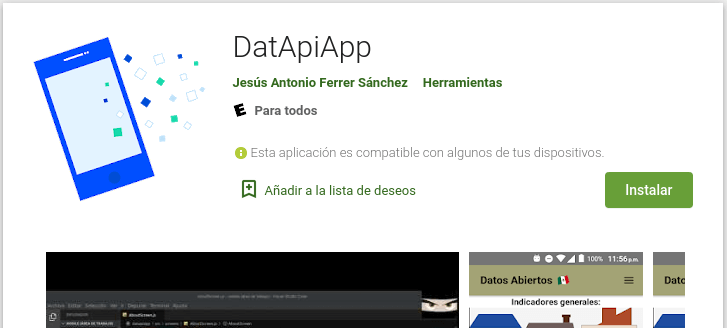 DatApiApp
Jesús Antonio Ferrer Sánchez Herramientas
E Para todos
Esta aplicación es compatible con algunos de tus dispositivos.
Añadir a la lista de deseos
Instalar
100% 11:56 p.m.
Datos Abiertos
Indicadores generales:
Archivo Editar Selección Ver Ir Depurar Terminal Ayuda
AboutScreen.js